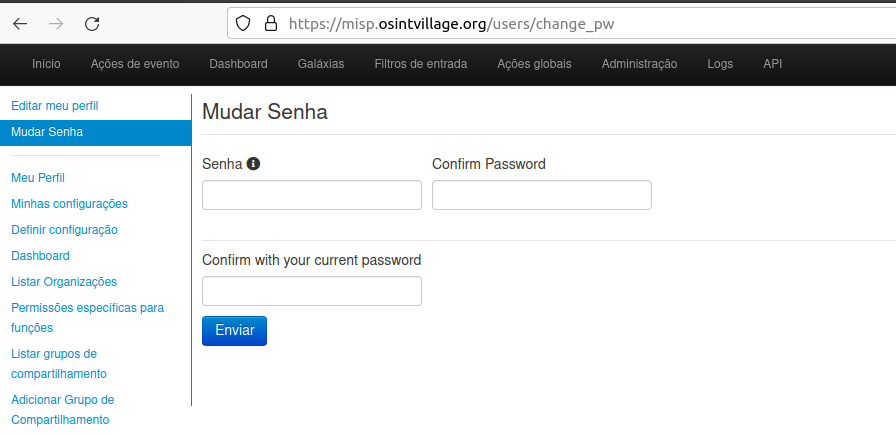 https://misp.osintvillage.org/users/change_pw
Início Ações de evento Dashboard Galáxias Filtros de entrada Ações globais Administração Logs API
Editar meu perfil
Mudar Senha
Meu Perfil
Minhas configurações
Definir configuração
Dashboard
Listar Organizações
Permissões específicas para
funções
Listar grupos de
compartilhamento
Adicionar Grupo de
Compartilhamento
Mudar Senha
Senha Confirm Password
Confirm with your current password
Enviar